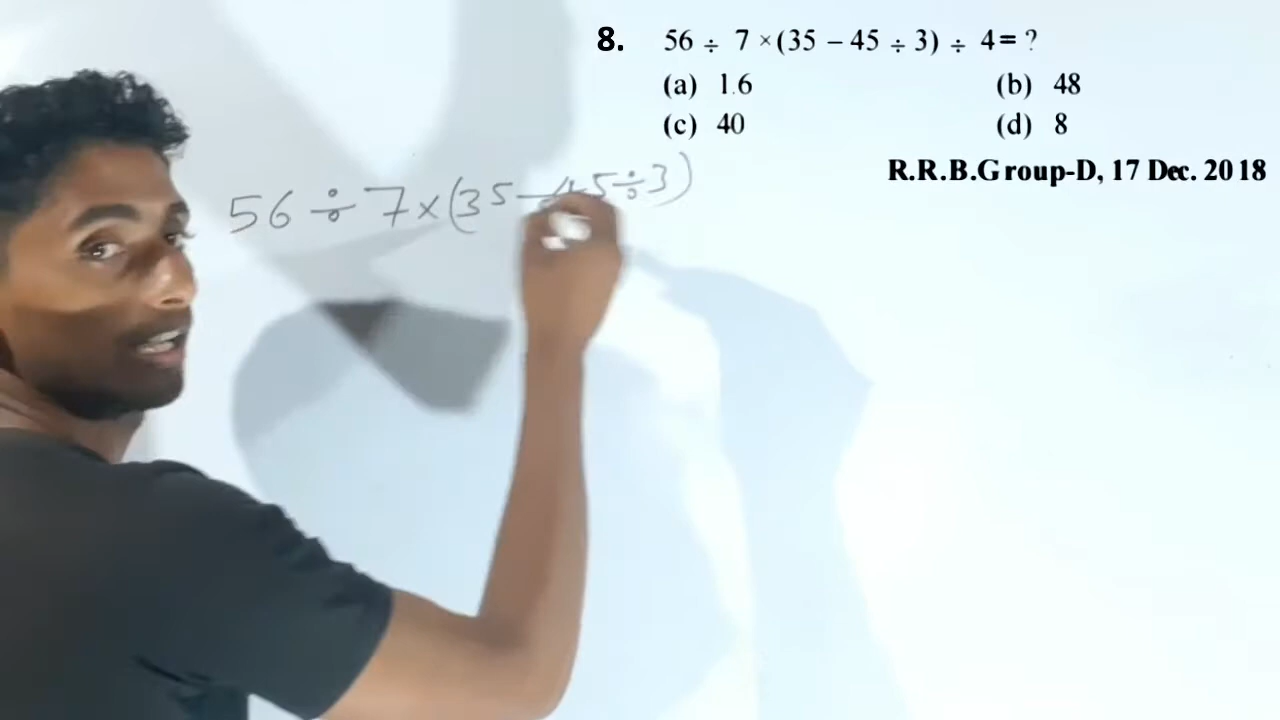 8. 56 ÷ 7 × (35 – 45 ÷ 3) ÷ 4 = ?
(a) 1.6 (b) 48
(c) 40 (d) 8
R.R.B.Group-D, 17 Dec. 2018
56 ÷ 7 × (35 - 45 ÷ 3)